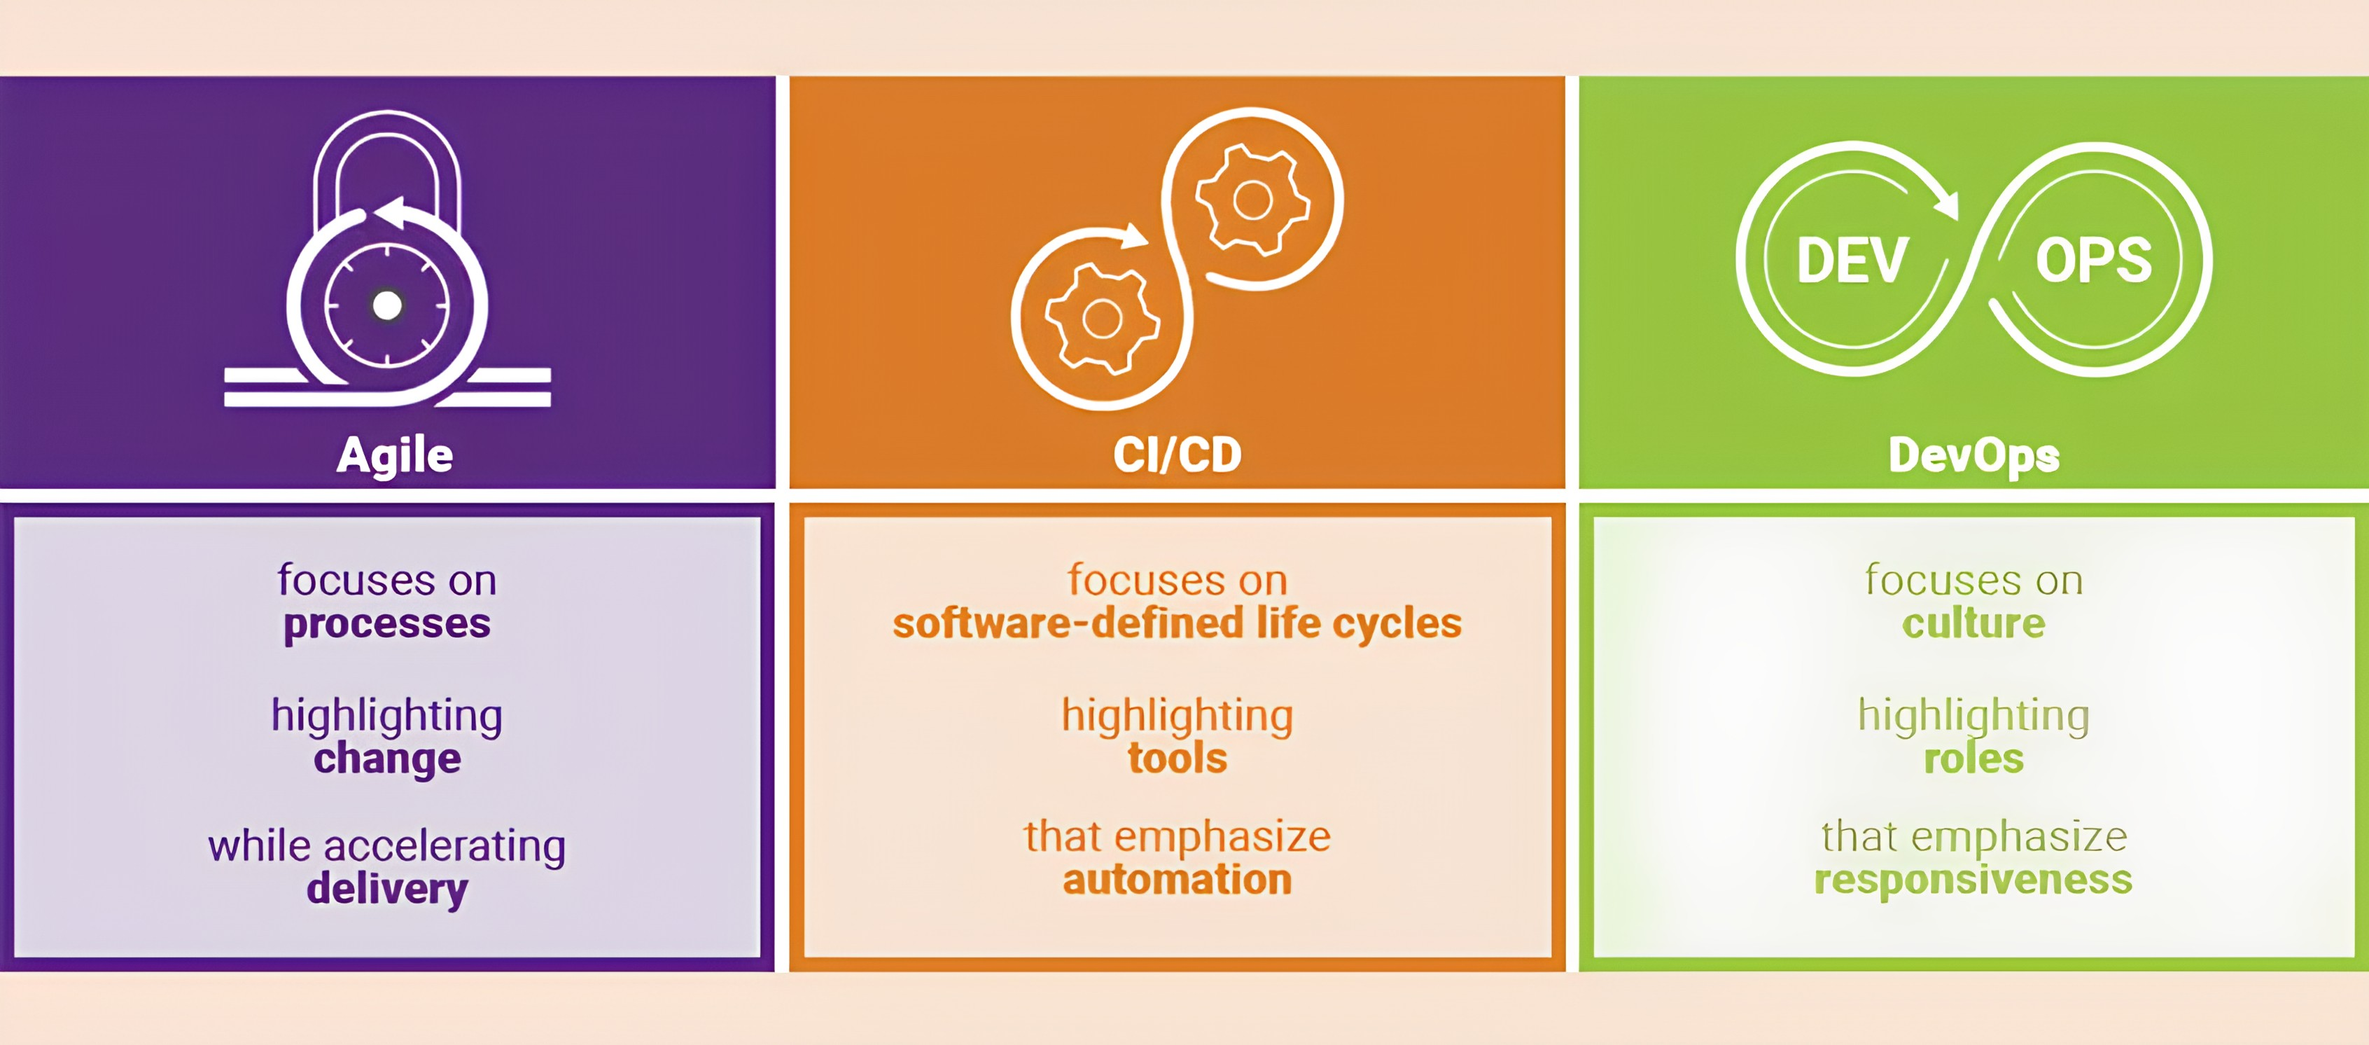 DEV OPS
Agile
CI/CD
DevOps
focuses on
processes
highlighting
change
while accelerating
delivery
focuses on
software-defined life cycles
highlighting
tools
that emphasize
automation
focuses on
culture
highlighting
roles
that emphasize
responsiveness